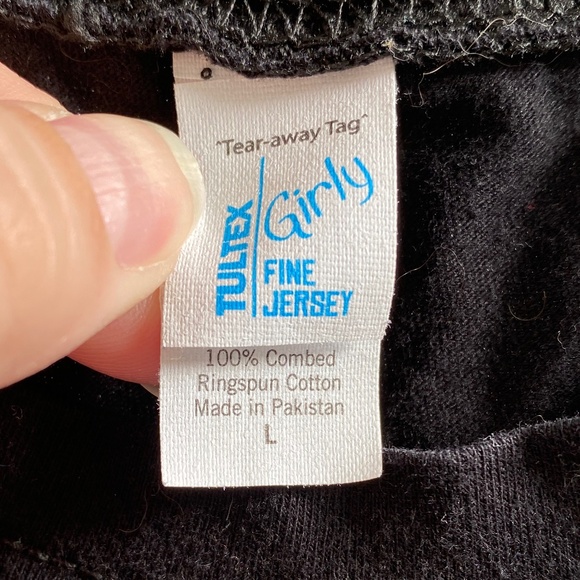 ^Tear-away Tag^
TULTEX
Girly
FINE
JERSEY
100% Combed
Ringspun Cotton
Made in Pakistan
L